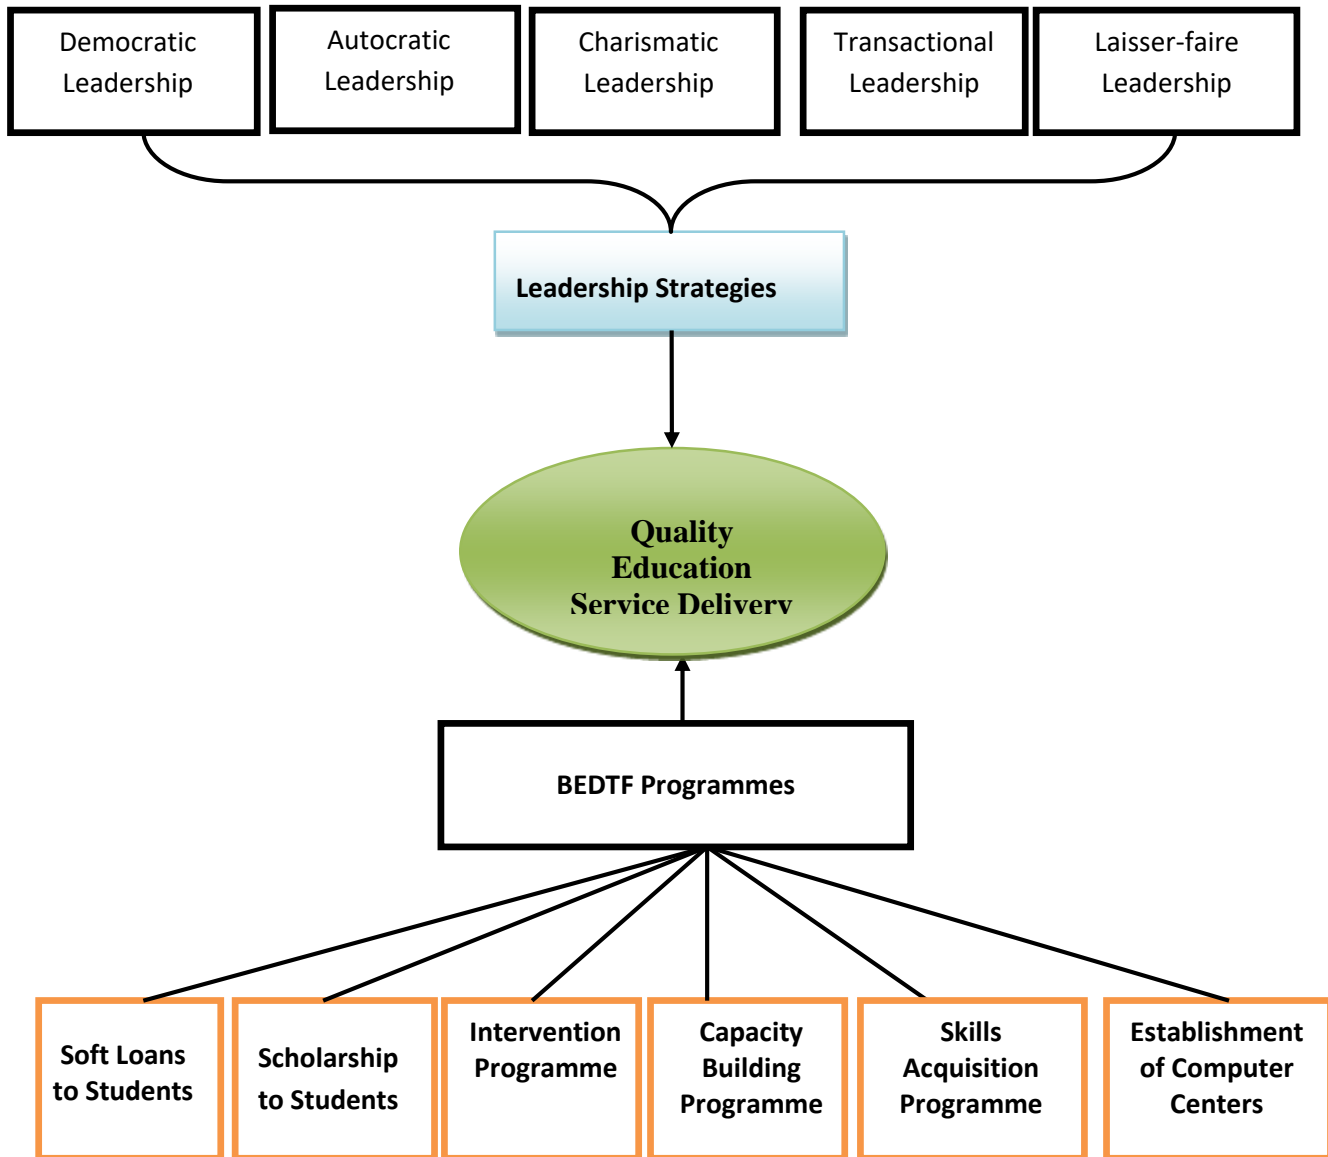 Democratic
Leadership
Autocratic
Leadership
Charismatic
Leadership
Transactional
Leadership
Laisser-faire
Leadership
Leadership Strategies
Quality
Education
Service Delivery
BEDTF Programmes
Soft Loans
to Students
Scholarship
to Students
Intervention
Programme
Capacity
Building
Programme
Skills
Acquisition
Programme
Establishment
of Computer
Centers